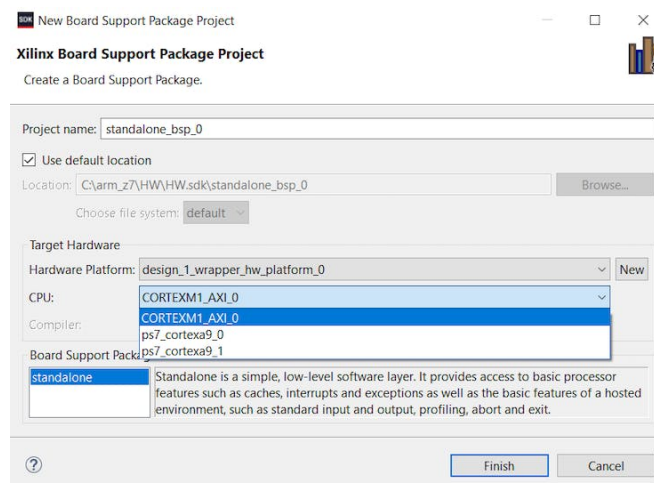 SDK New Board Support Package Project
Xilinx Board Support Package Project
Create a Board Support Package.
Project name: standalone_bsp_0
Use default location
Location: C:\arm_z7\HW\HW.sdk\standalone_bsp_0 Browse...
Choose file system: default
Target Hardware
Hardware Platform: design_1_wrapper_hw_platform_0 New
CPU: CORTEXM1_AXI_0
Compiler: CORTEXM1_AXI_0
ps7_cortexa9_0
ps7_cortexa9_1
Board Support Pack
standalone Standalone is a simple, low-level software layer. It provides access to basic processor
features such as caches, interrupts and exceptions as well as the basic features of a hosted
environment, such as standard input and output, profiling, abort and exit.
? Finish Cancel